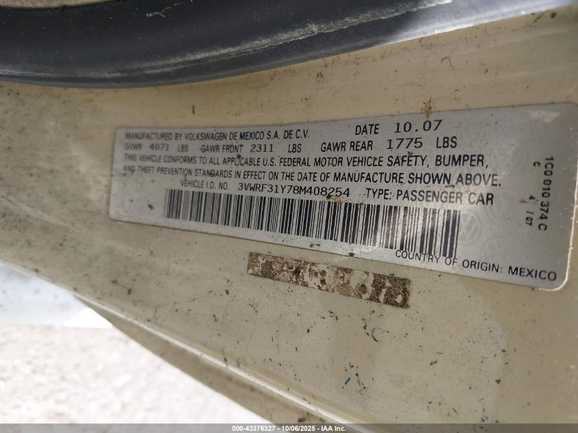 MANUFACTURED BY VOLKSWAGEN DE MEXICO S.A. DE C.V. DATE 10.07
GVWR 4071 LBS GAWR FRONT 2311 LBS GAWR REAR 1775 LBS
THIS VEHICLE CONFORMS TO ALL APPLICABLE U.S. FEDERAL MOTOR VEHICLE SAFETY, BUMPER,
AND THEFT PREVENTION STANDARDS IN EFFECT ON THE DATE OF MANUFACTURE SHOWN ABOVE.
VEHICLE I.D. NO. 3VWRF31Y78M408254 TYPE: PASSENGER CAR
COUNTRY OF ORIGIN: MEXICO
1C0 010 374 C
4 / 07
000-43376327 - 10/06/2025 - IAA Inc.